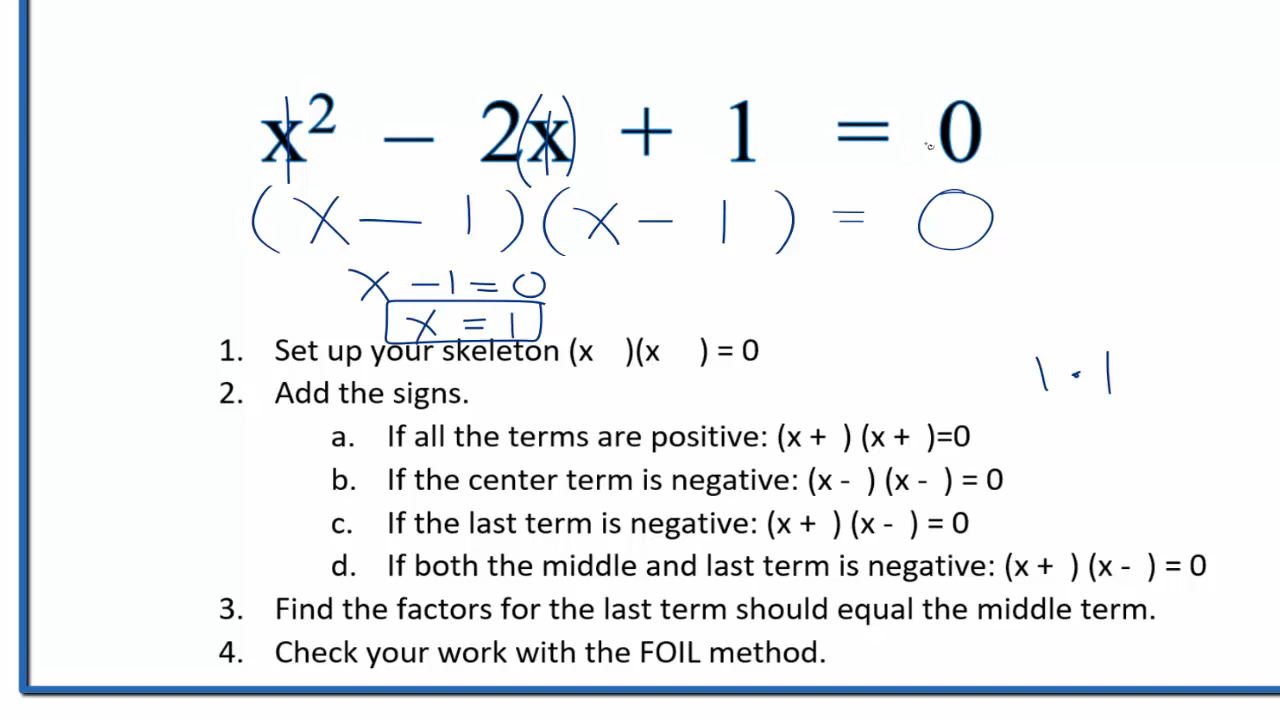 x² − 2(x) + 1 = 0
(x − 1)(x − 1) = 0
x − 1 = 0
x = 1
1. Set up your skeleton (x )(x ) = 0
1 · 1
2. Add the signs.
a. If all the terms are positive: (x + ) (x + )=0
b. If the center term is negative: (x - ) (x - ) = 0
c. If the last term is negative: (x + ) (x - ) = 0
d. If both the middle and last term is negative: (x + ) (x - ) = 0
3. Find the factors for the last term should equal the middle term.
4. Check your work with the FOIL method.